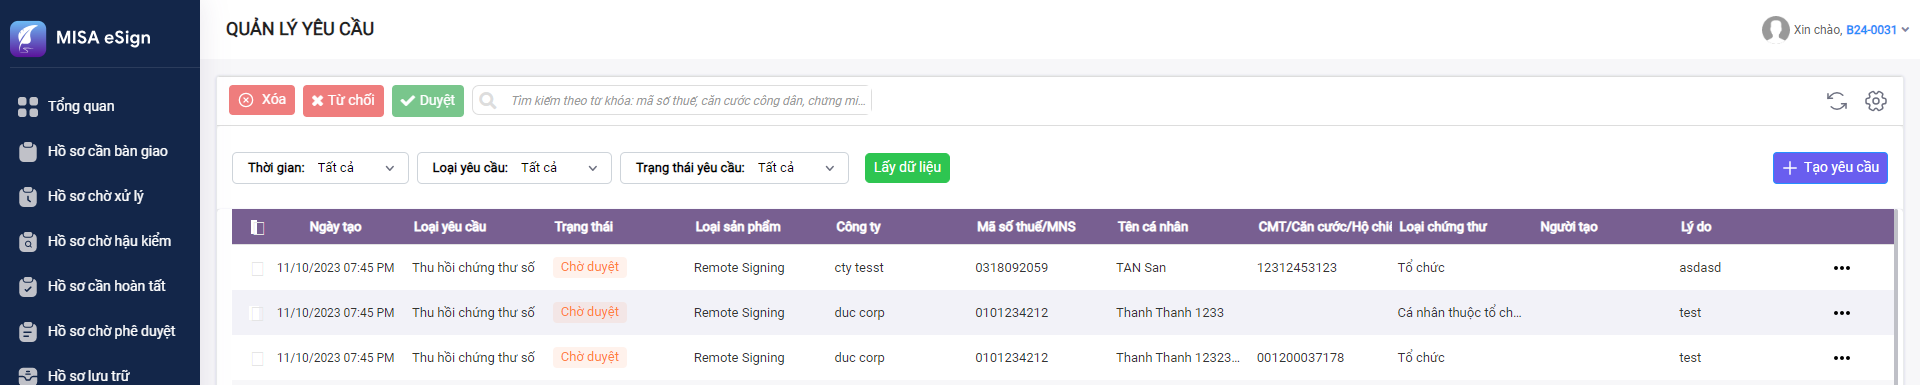 MISA eSign
QUẢN LÝ YÊU CẦU
Xin chào, B24-0031
Tổng quan
Hồ sơ cần bàn giao
Hồ sơ chờ xử lý
Hồ sơ chờ hậu kiểm
Hồ sơ cần hoàn tất
Hồ sơ chờ phê duyệt
Hồ sơ lưu trữ
Xóa Từ chối Duyệt Tìm kiếm theo từ khóa: mã số thuế, căn cước công dân, chứng mi...
Thời gian: Tất cả Loại yêu cầu: Tất cả Trạng thái yêu cầu: Tất cả Lấy dữ liệu Tạo yêu cầu
Ngày tạo Loại yêu cầu Trạng thái Loại sản phẩm Công ty Mã số thuế/MNS Tên cá nhân CMT/Căn cước/Hộ chiế Loại chứng thư Người tạo Lý do
11/10/2023 07:45 PM Thu hồi chứng thư số Chờ duyệt Remote Signing cty tesst 0318092059 TAN San 12312453123 Tổ chức asdasd
11/10/2023 07:45 PM Thu hồi chứng thư số Chờ duyệt Remote Signing duc corp 0101234212 Thanh Thanh 1233 Cá nhân thuộc tổ ch... test
11/10/2023 07:45 PM Thu hồi chứng thư số Chờ duyệt Remote Signing duc corp 0101234212 Thanh Thanh 12323... 001200037178 Tổ chức test